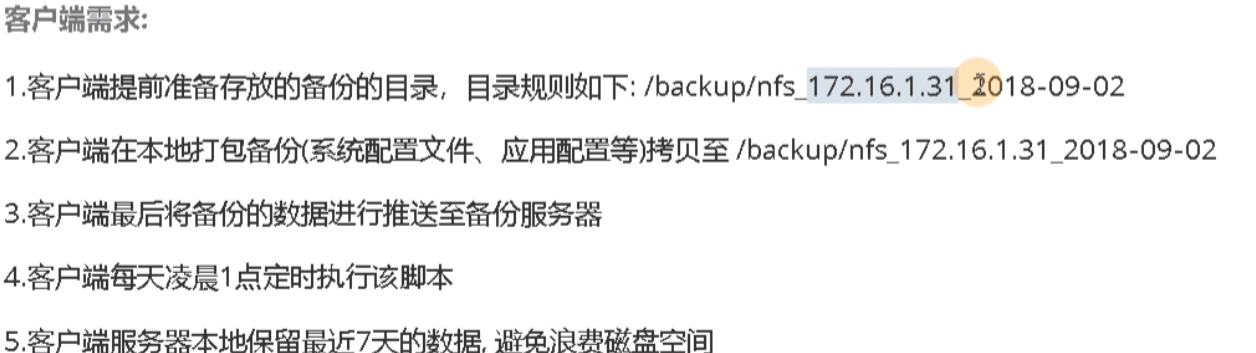 客户端需求:
1.客户端提前准备存放的备份的目录，目录规则如下: /backup/nfs_172.16.1.31_2018-09-02
2.客户端在本地打包备份(系统配置文件、应用配置等)拷贝至 /backup/nfs_172.16.1.31_2018-09-02
3.客户端最后将备份的数据进行推送至备份服务器
4.客户端每天凌晨1点定时执行该脚本
5.客户端服务器本地保留最近7天的数据, 避免浪费磁盘空间